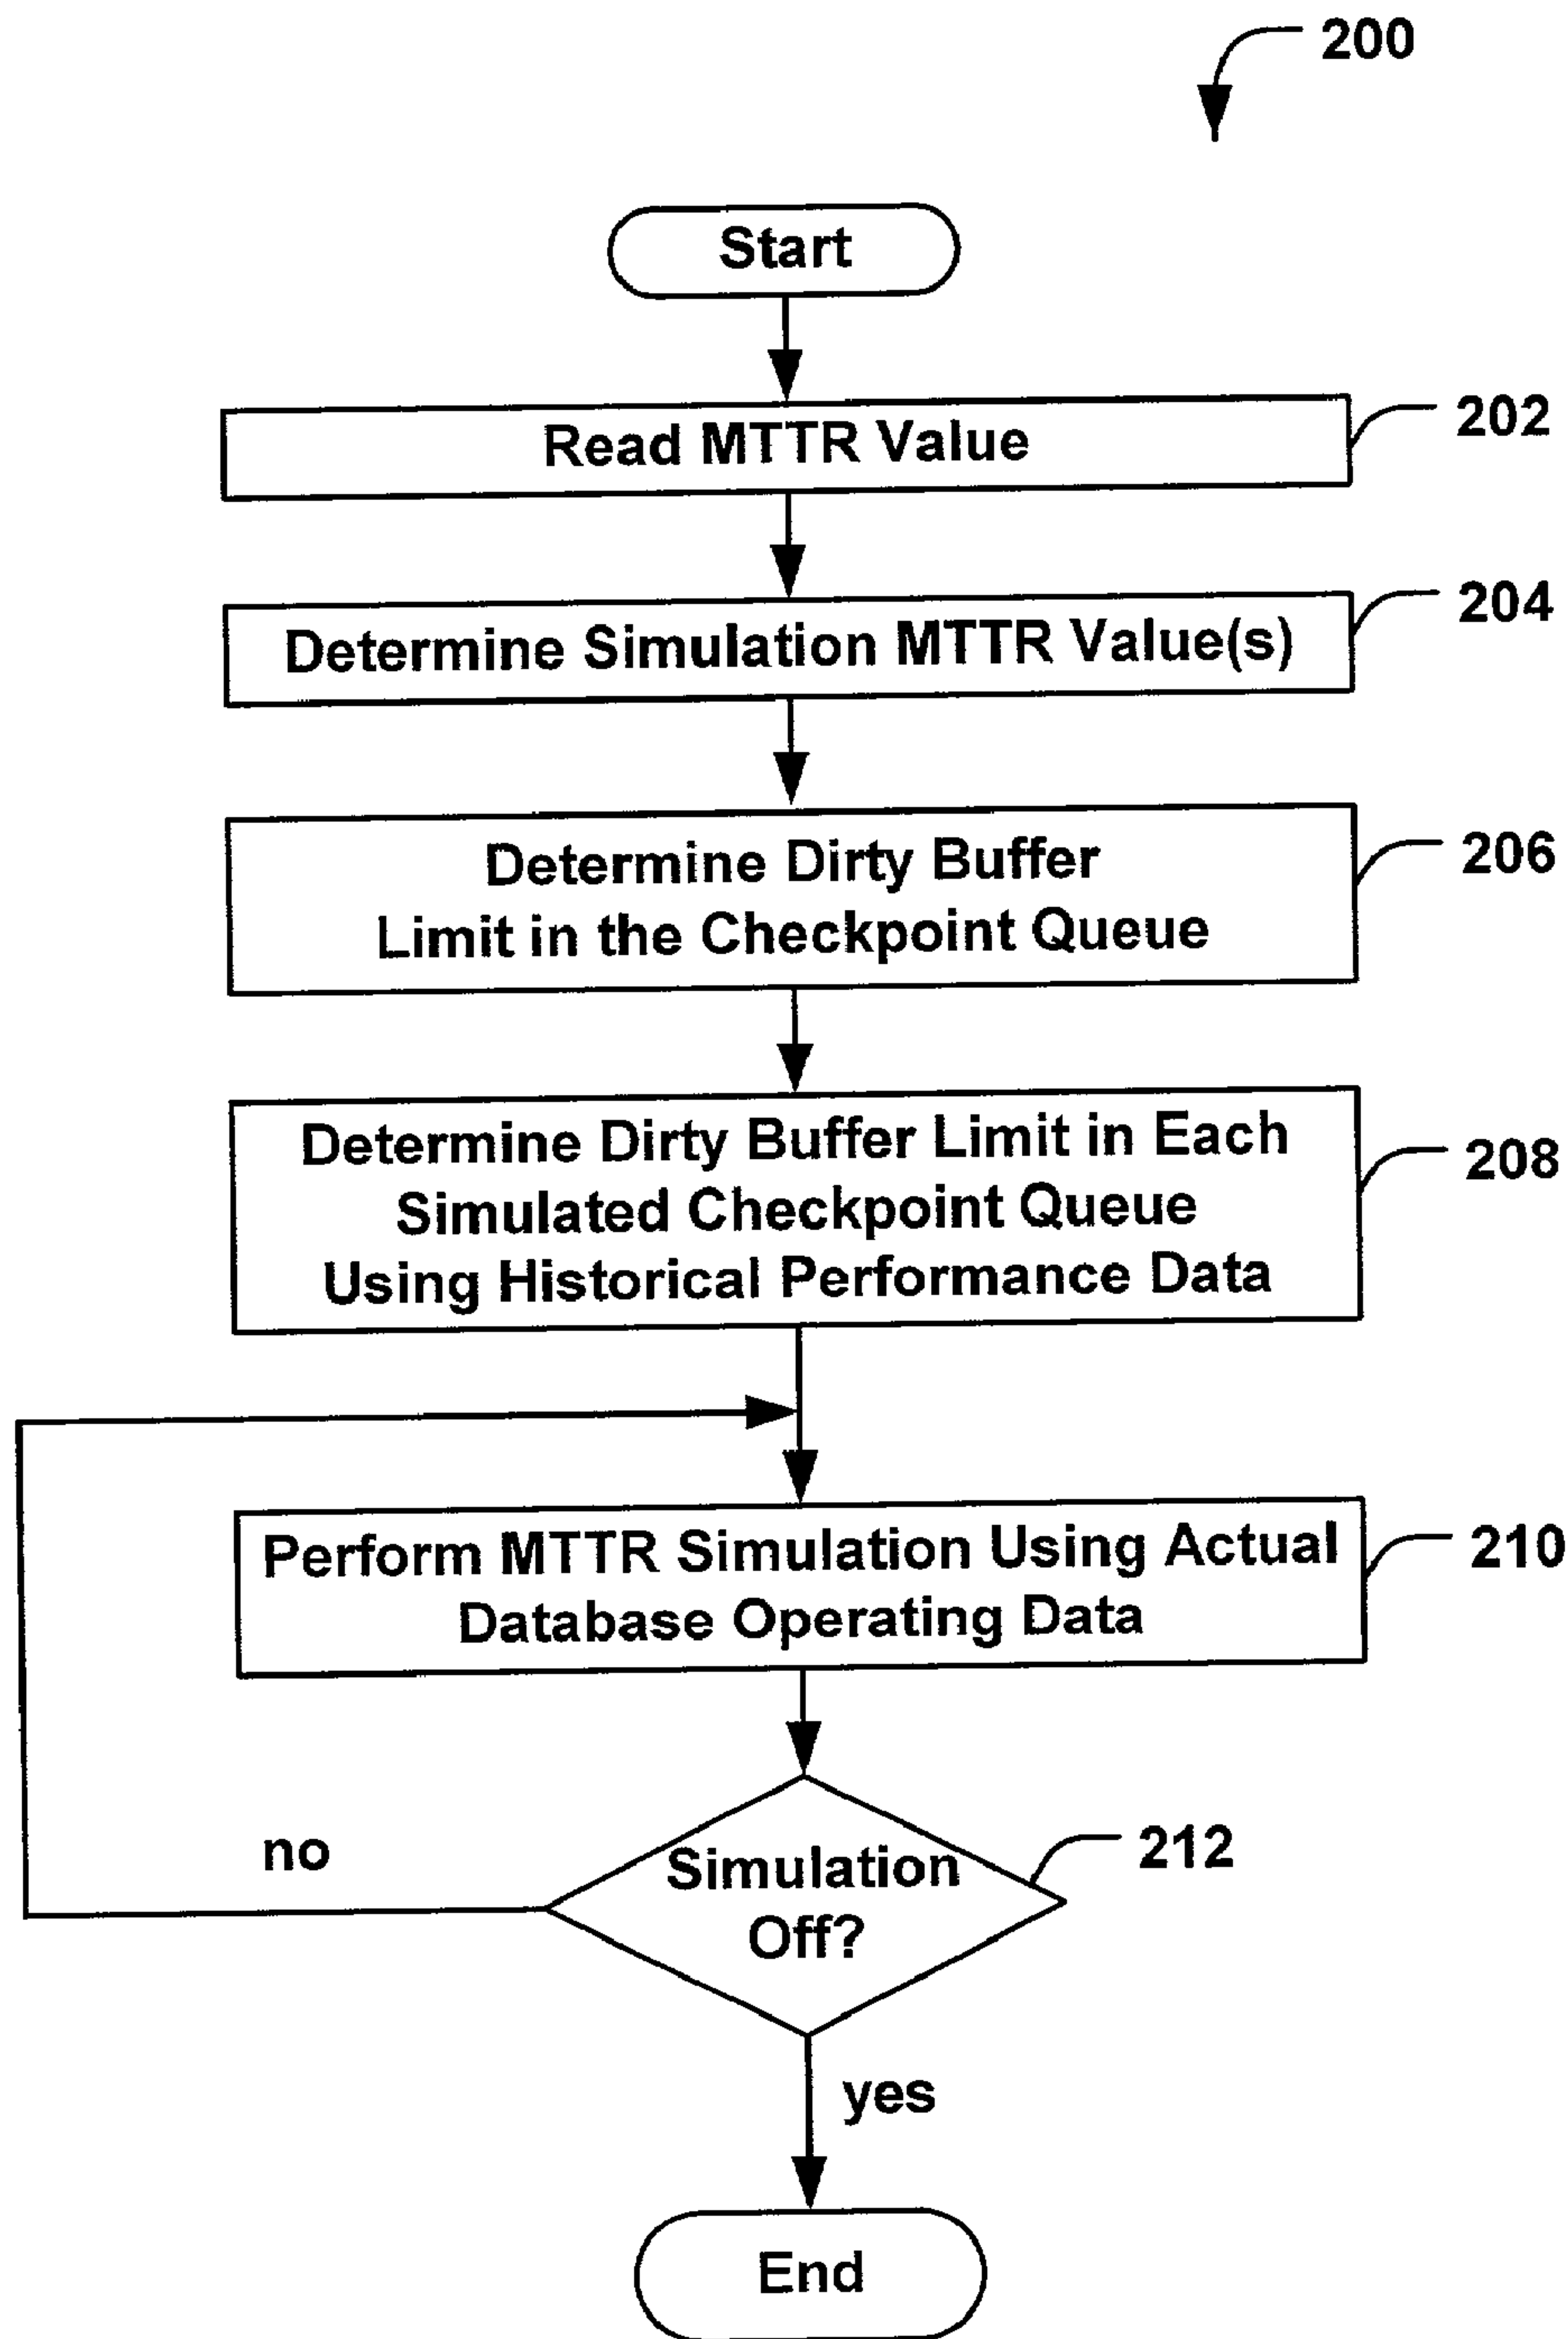 200
Start
Read MTTR Value
202
Determine Simulation MTTR Value(s)
204
Determine Dirty Buffer
Limit in the Checkpoint Queue
206
Determine Dirty Buffer Limit in Each
Simulated Checkpoint Queue
Using Historical Performance Data
208
Perform MTTR Simulation Using Actual
Database Operating Data
210
Simulation
Off?
212
no
yes
End